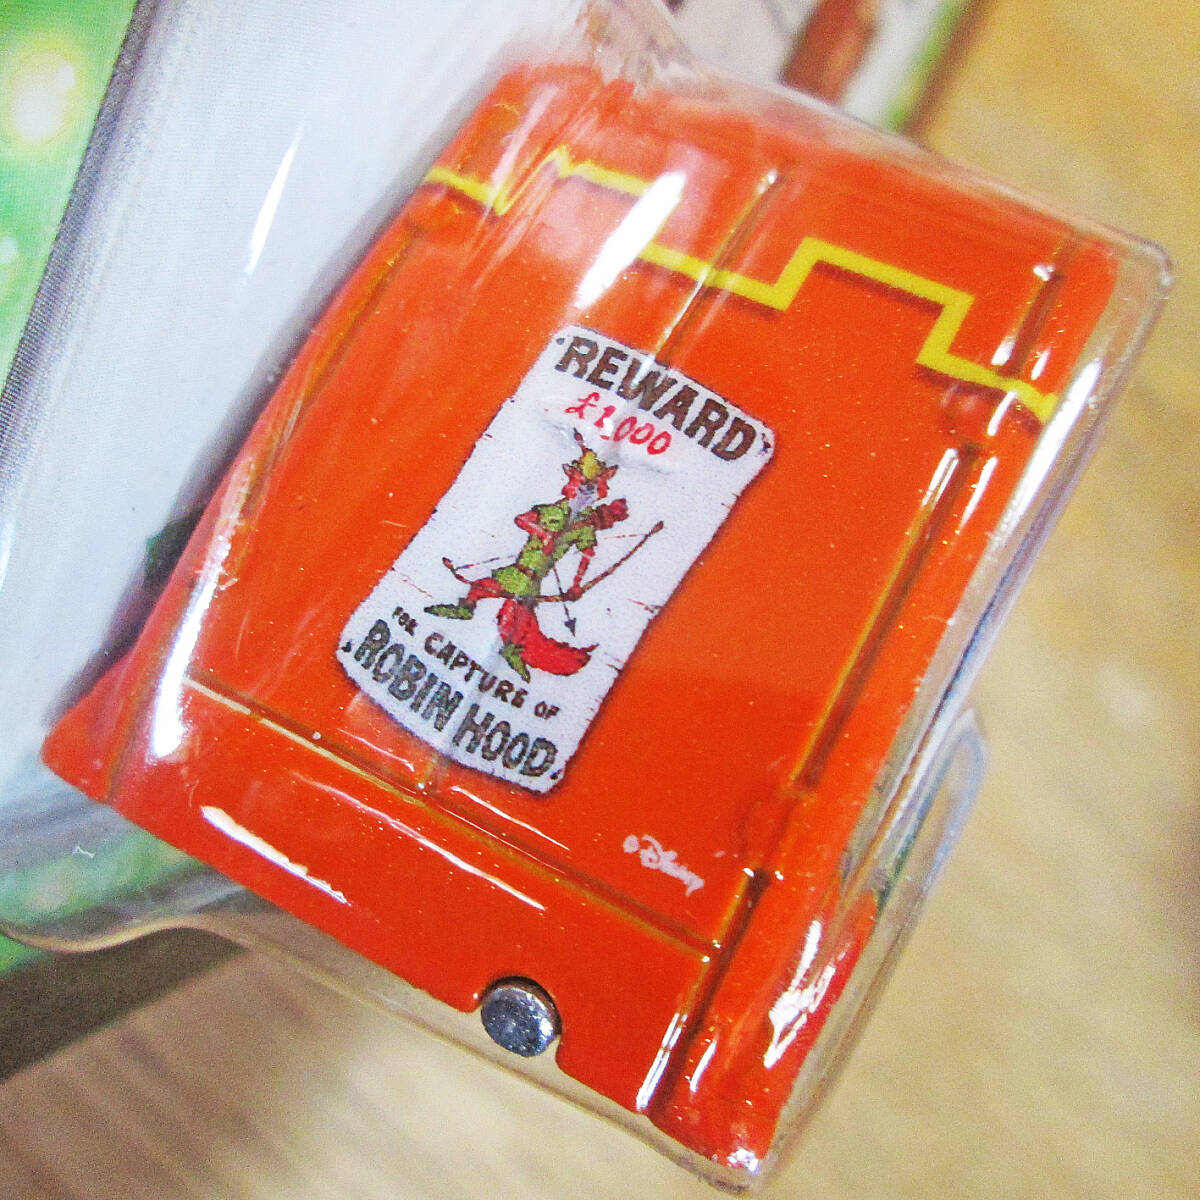 REWARD
£1,000
FOR CAPTURE OF
ROBIN HOOD
© Disney